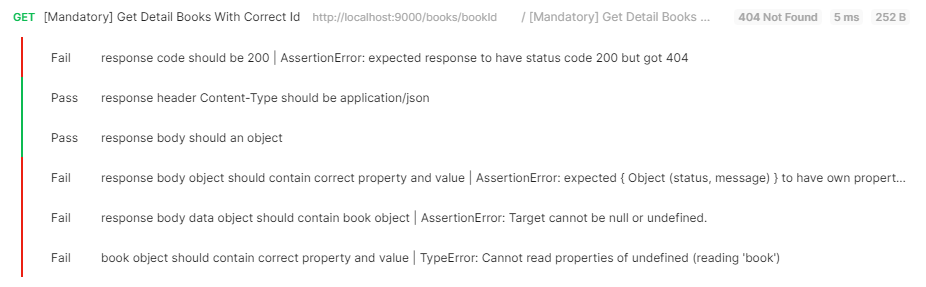 GET [Mandatory] Get Detail Books With Correct Id http://localhost:9000/books/bookId / [Mandatory] Get Detail Books ... 404 Not Found 5 ms 252 B
Fail response code should be 200 | AssertionError: expected response to have status code 200 but got 404
Pass response header Content-Type should be application/json
Pass response body should an object
Fail response body object should contain correct property and value | AssertionError: expected { Object (status, message) } to have own propert...
Fail response body data object should contain book object | AssertionError: Target cannot be null or undefined.
Fail book object should contain correct property and value | TypeError: Cannot read properties of undefined (reading 'book')